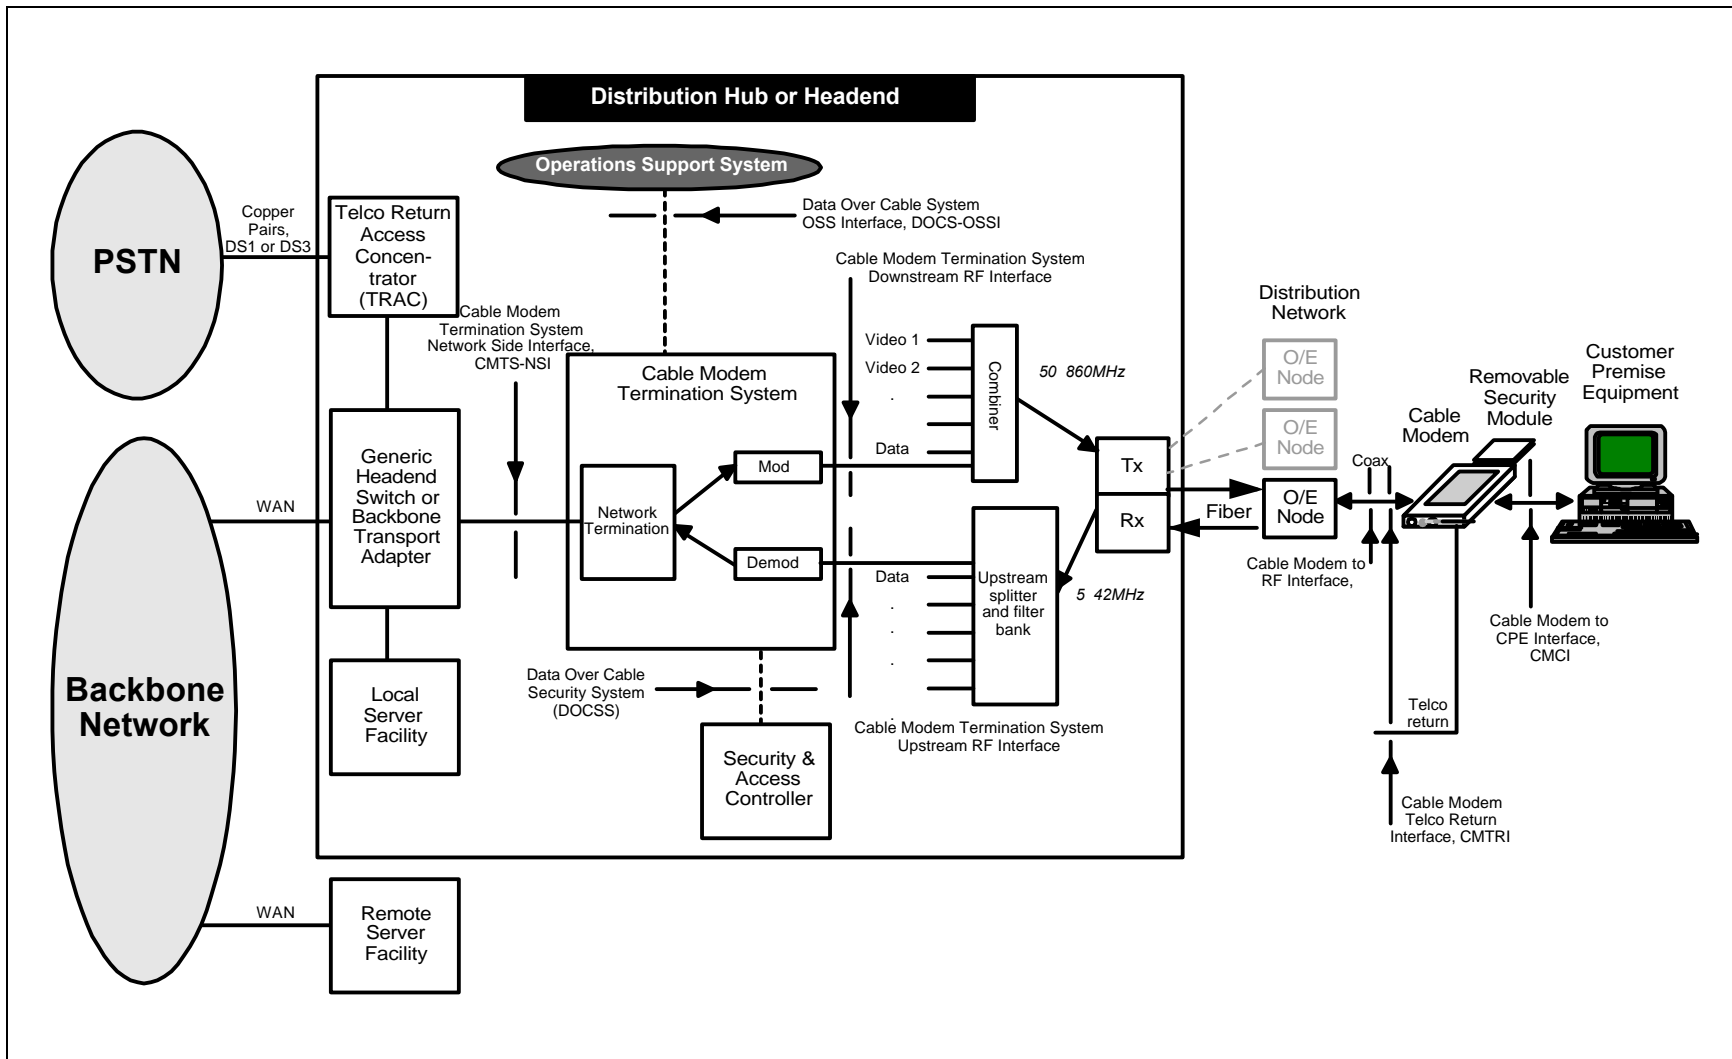 Distribution Hub or Headend
Operations Support System
PSTN
Copper
Pairs,
DS1 or DS3
Telco Return
Access
Concen-
trator
(TRAC)
Data Over Cable System
OSS Interface, DOCS-OSSI
Cable Modem Termination System
Downstream RF Interface
Cable Modem
Termination System
Network Side Interface,
CMTS-NSI
Cable Modem
Termination System
Video 1
Video 2
.
Data
Combiner
50 860MHz
Distribution
Network
O/E
Node
O/E
Node
O/E
Node
Customer
Premise
Equipment
Removable
Security
Module
Cable
Modem
Coax
Backbone
Network
WAN
Generic
Headend
Switch or
Backbone
Transport
Adapter
Network
Termination
Mod
Demod
Tx
Rx
Fiber
Data
.
.
.
.
Upstream
splitter
and filter
bank
5 42MHz
Cable Modem to
RF Interface,
Cable Modem to
CPE Interface,
CMCI
Local
Server
Facility
Data Over Cable
Security System
(DOCSS)
Cable Modem Termination System
Upstream RF Interface
Security &
Access
Controller
Telco
return
Cable Modem
Telco Return
Interface, CMTRI
WAN
Remote
Server
Facility